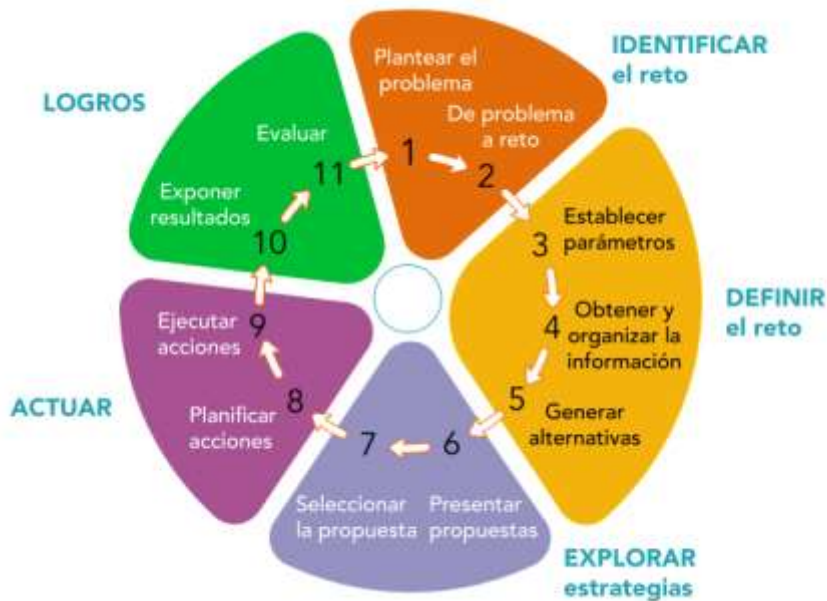 IDENTIFICAR
el reto
Plantear el
problema
1
De problema
a reto
2
DEFINIR
el reto
3
Establecer
parámetros
4
Obtener y
organizar la
información
5
Generar
alternativas
EXPLORAR
estrategias
6
Presentar
propuestas
7
Seleccionar
la propuesta
ACTUAR
8
Planificar
acciones
9
Ejecutar
acciones
LOGROS
10
Exponer
resultados
11
Evaluar